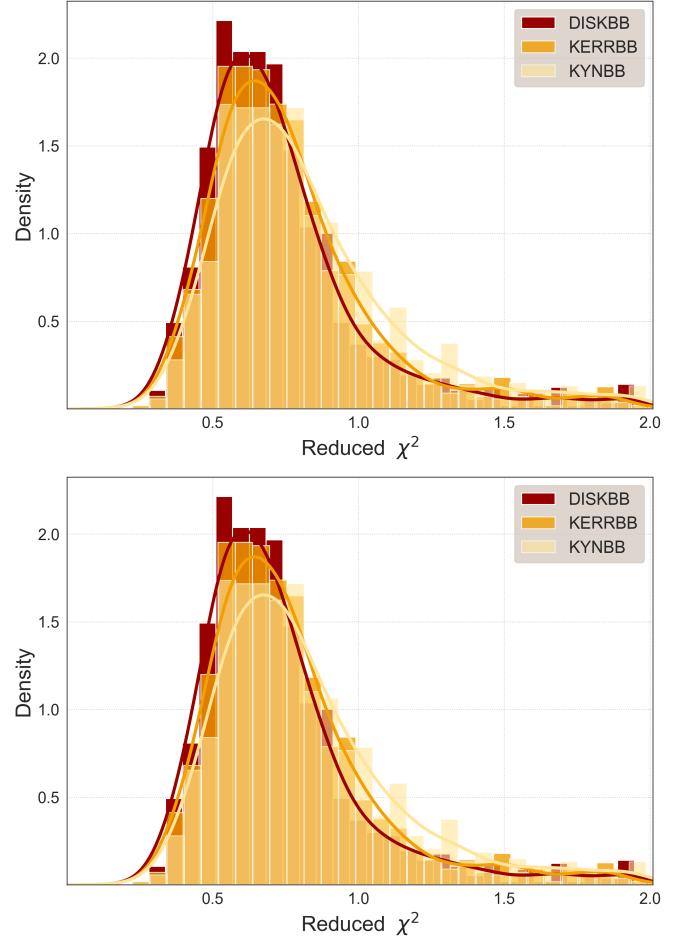 DISKBB
KERRBB
KYNBB
2.0
1.5
1.0
0.5
Density
0.5 1.0 1.5 2.0
Reduced χ²
DISKBB
KERRBB
KYNBB
2.0
1.5
1.0
0.5
Density
0.5 1.0 1.5 2.0
Reduced χ²